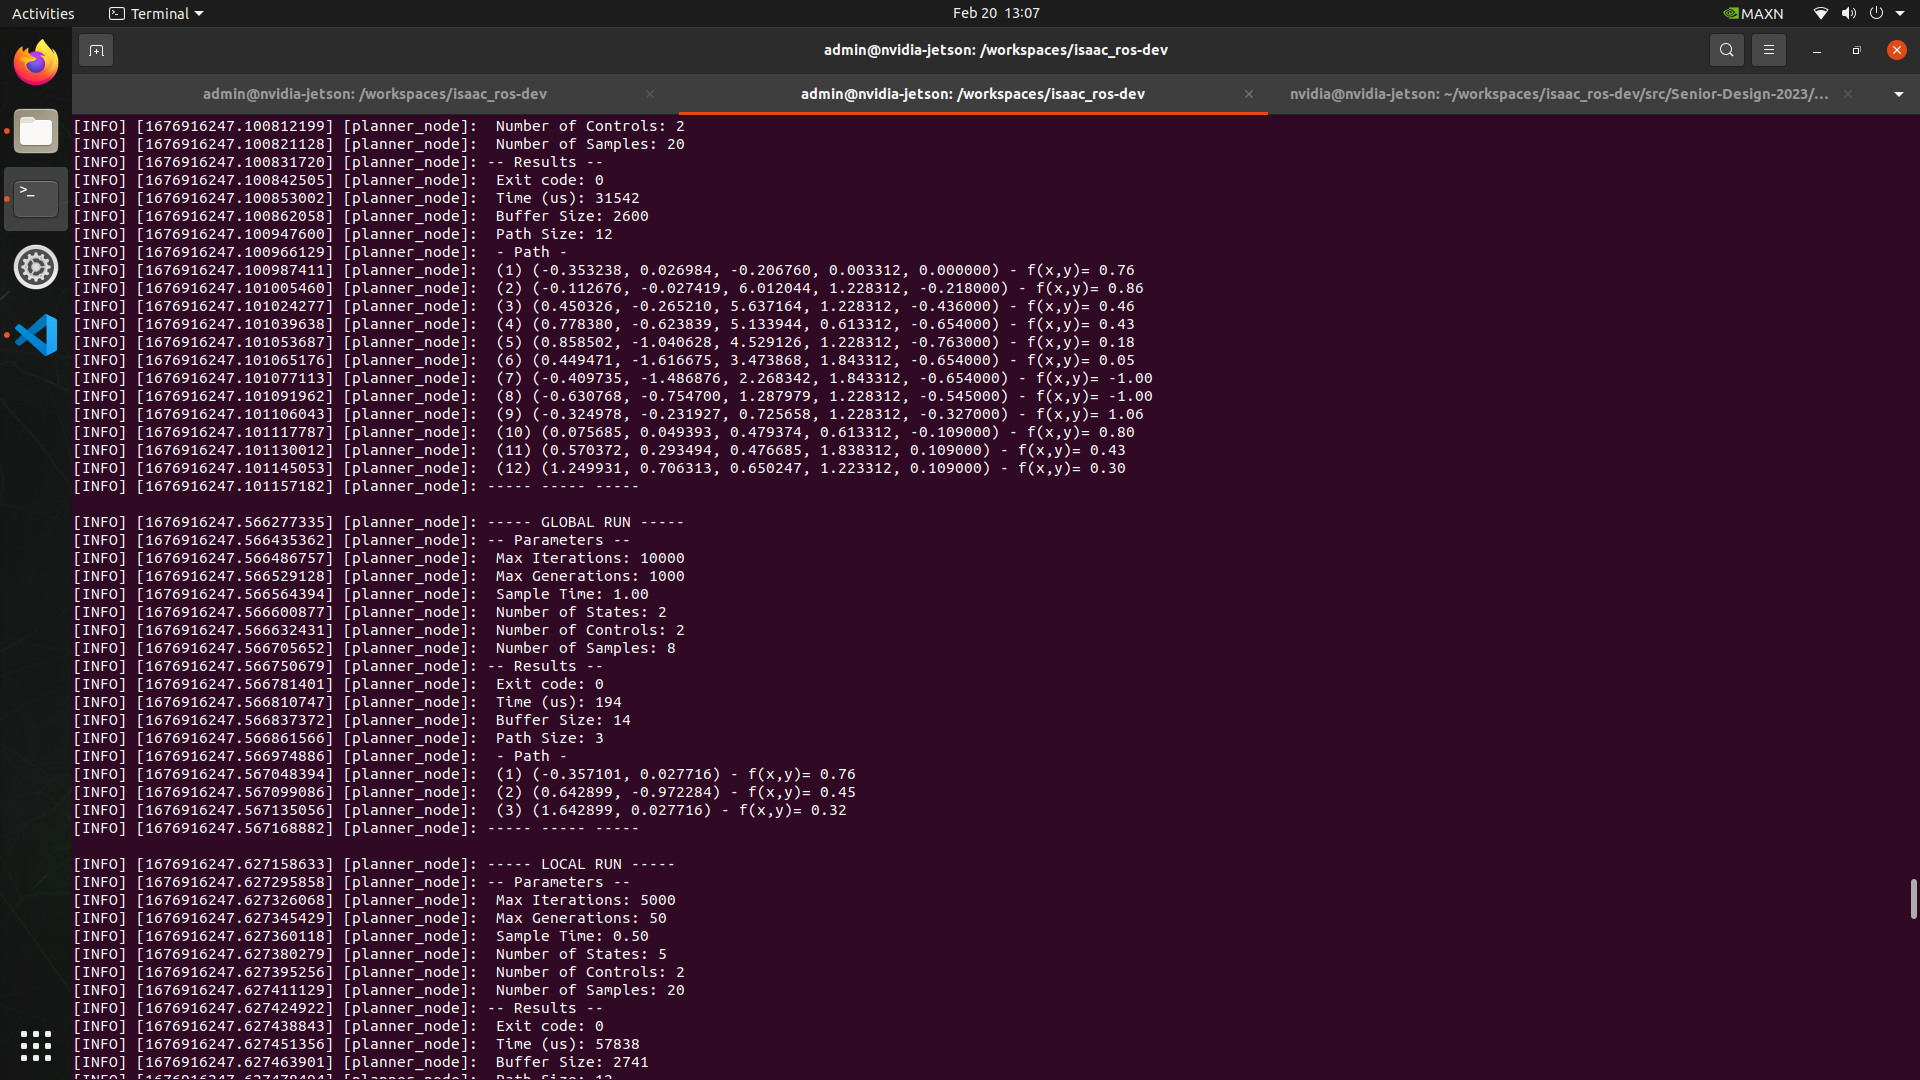 Activities
Terminal
Feb 20 13:07
MAXN
admin@nvidia-jetson: /workspaces/isaac_ros-dev
admin@nvidia-jetson: /workspaces/isaac_ros-dev
admin@nvidia-jetson: /workspaces/isaac_ros-dev
nvidia@nvidia-jetson: ~/workspaces/isaac_ros-dev/src/Senior-Design-2023/...
[INFO] [1676916247.100812199] [planner_node]:  Number of Controls: 2
[INFO] [1676916247.100821128] [planner_node]:  Number of Samples: 20
[INFO] [1676916247.100831720] [planner_node]: -- Results --
[INFO] [1676916247.100842505] [planner_node]:  Exit code: 0
[INFO] [1676916247.100853002] [planner_node]:  Time (us): 31542
[INFO] [1676916247.100862058] [planner_node]:  Buffer Size: 2600
[INFO] [1676916247.100947600] [planner_node]:  Path Size: 12
[INFO] [1676916247.100966129] [planner_node]:  - Path -
[INFO] [1676916247.100987411] [planner_node]:  (1) (-0.353238, 0.026984, -0.206760, 0.003312, 0.000000) - f(x,y)= 0.76
[INFO] [1676916247.101005460] [planner_node]:  (2) (-0.112676, -0.027419, 6.012044, 1.228312, -0.218000) - f(x,y)= 0.86
[INFO] [1676916247.101024277] [planner_node]:  (3) (0.450326, -0.265210, 5.637164, 1.228312, -0.436000) - f(x,y)= 0.46
[INFO] [1676916247.101039638] [planner_node]:  (4) (0.778380, -0.623839, 5.133944, 0.613312, -0.654000) - f(x,y)= 0.43
[INFO] [1676916247.101053687] [planner_node]:  (5) (0.858502, -1.040628, 4.529126, 1.228312, -0.763000) - f(x,y)= 0.18
[INFO] [1676916247.101065176] [planner_node]:  (6) (0.449471, -1.616675, 3.473868, 1.843312, -0.654000) - f(x,y)= 0.05
[INFO] [1676916247.101077113] [planner_node]:  (7) (-0.409735, -1.486876, 2.268342, 1.843312, -0.654000) - f(x,y)= -1.00
[INFO] [1676916247.101091962] [planner_node]:  (8) (-0.630768, -0.754700, 1.287979, 1.228312, -0.545000) - f(x,y)= -1.00
[INFO] [1676916247.101106043] [planner_node]:  (9) (-0.324978, -0.231927, 0.725658, 1.228312, -0.327000) - f(x,y)= 1.06
[INFO] [1676916247.101117787] [planner_node]:  (10) (0.075685, 0.049393, 0.479374, 0.613312, -0.109000) - f(x,y)= 0.80
[INFO] [1676916247.101130012] [planner_node]:  (11) (0.570372, 0.293494, 0.476685, 1.838312, 0.109000) - f(x,y)= 0.43
[INFO] [1676916247.101145053] [planner_node]:  (12) (1.249931, 0.706313, 0.650247, 1.223312, 0.109000) - f(x,y)= 0.30
[INFO] [1676916247.101157182] [planner_node]: ----- ----- -----
[INFO] [1676916247.566277335] [planner_node]: ----- GLOBAL RUN -----
[INFO] [1676916247.566435362] [planner_node]: -- Parameters --
[INFO] [1676916247.566486757] [planner_node]:  Max Iterations: 10000
[INFO] [1676916247.566529128] [planner_node]:  Max Generations: 1000
[INFO] [1676916247.566564394] [planner_node]:  Sample Time: 1.00
[INFO] [1676916247.566600877] [planner_node]:  Number of States: 2
[INFO] [1676916247.566632431] [planner_node]:  Number of Controls: 2
[INFO] [1676916247.566705652] [planner_node]:  Number of Samples: 8
[INFO] [1676916247.566750679] [planner_node]: -- Results --
[INFO] [1676916247.566781401] [planner_node]:  Exit code: 0
[INFO] [1676916247.566810747] [planner_node]:  Time (us): 194
[INFO] [1676916247.566837372] [planner_node]:  Buffer Size: 14
[INFO] [1676916247.566861566] [planner_node]:  Path Size: 3
[INFO] [1676916247.566974886] [planner_node]:  - Path -
[INFO] [1676916247.567048394] [planner_node]:  (1) (-0.357101, 0.027716) - f(x,y)= 0.76
[INFO] [1676916247.567099086] [planner_node]:  (2) (0.642899, -0.972284) - f(x,y)= 0.45
[INFO] [1676916247.567135056] [planner_node]:  (3) (1.642899, 0.027716) - f(x,y)= 0.32
[INFO] [1676916247.567168882] [planner_node]: ----- ----- -----
[INFO] [1676916247.627158633] [planner_node]: ----- LOCAL RUN -----
[INFO] [1676916247.627295858] [planner_node]: -- Parameters --
[INFO] [1676916247.627326068] [planner_node]:  Max Iterations: 5000
[INFO] [1676916247.627345429] [planner_node]:  Max Generations: 50
[INFO] [1676916247.627360118] [planner_node]:  Sample Time: 0.50
[INFO] [1676916247.627380279] [planner_node]:  Number of States: 5
[INFO] [1676916247.627395256] [planner_node]:  Number of Controls: 2
[INFO] [1676916247.627411129] [planner_node]:  Number of Samples: 20
[INFO] [1676916247.627424922] [planner_node]: -- Results --
[INFO] [1676916247.627438843] [planner_node]:  Exit code: 0
[INFO] [1676916247.627451356] [planner_node]:  Time (us): 57838
[INFO] [1676916247.627463901] [planner_node]:  Buffer Size: 2741